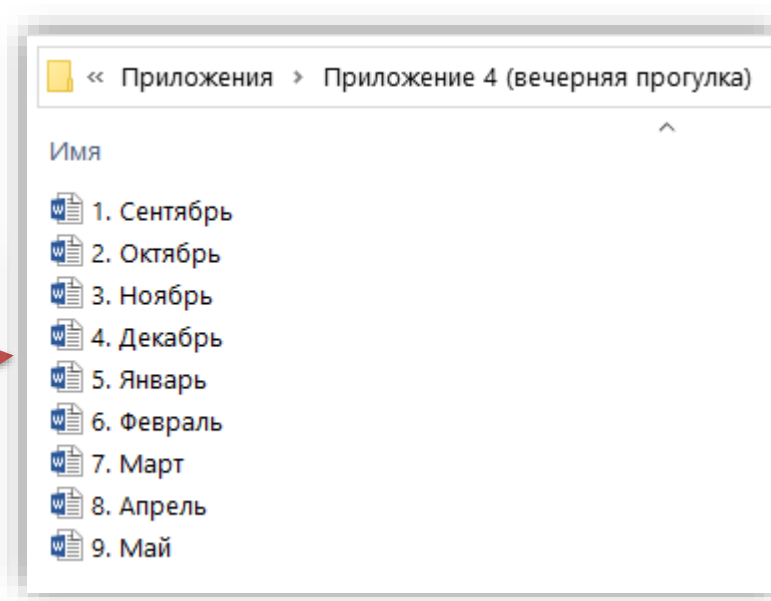 « Приложения › Приложение 4 (вечерняя прогулка)
Имя
1. Сентябрь
2. Октябрь
3. Ноябрь
4. Декабрь
5. Январь
6. Февраль
7. Март
8. Апрель
9. Май